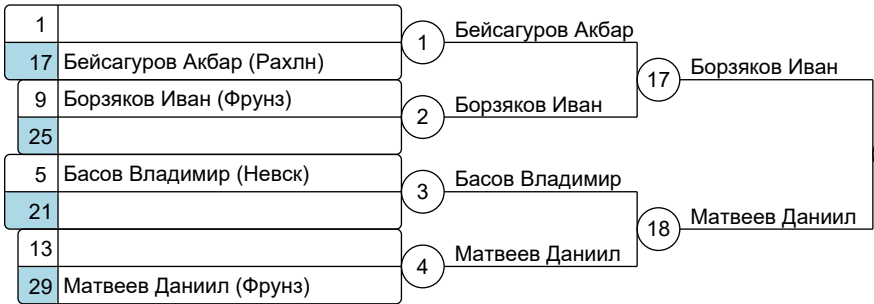 1
17 Бейсагуров Акбар (Рахлн)
9 Борзяков Иван (Фрунз)
25
5 Басов Владимир (Невск)
21
13
29 Матвеев Даниил (Фрунз)
1
Бейсагуров Акбар
2
Борзяков Иван
3
Басов Владимир
4
Матвеев Даниил
17
Борзяков Иван
18
Матвеев Даниил